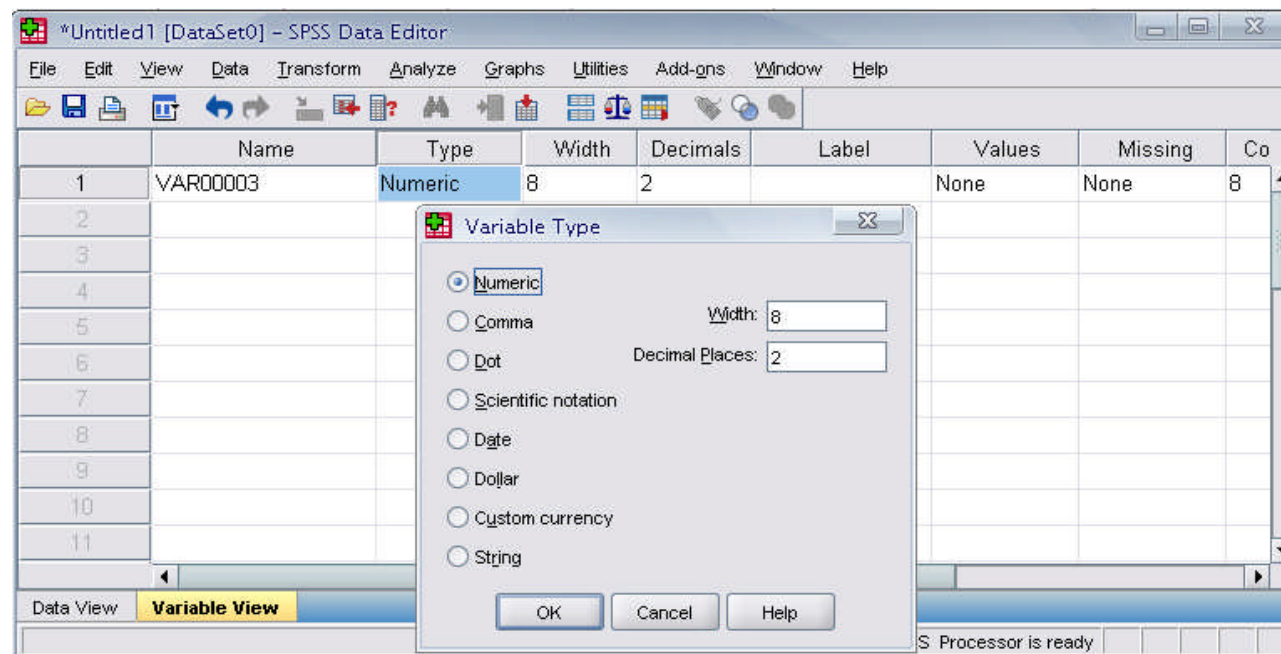 *Untitled1 [DataSet0] - SPSS Data Editor
File Edit View Data Transform Analyze Graphs Utilities Add-ons Window Help
Name Type Width Decimals Label Values Missing Co
1 VAR00003 Numeric 8 2 None None 8
2
3
4
5
6
7
8
9
10
11
Variable Type
Numeric
Comma
Dot
Scientific notation
Date
Dollar
Custom currency
String
Width: 8
Decimal Places: 2
OK Cancel Help
Data View Variable View
S Processor is ready